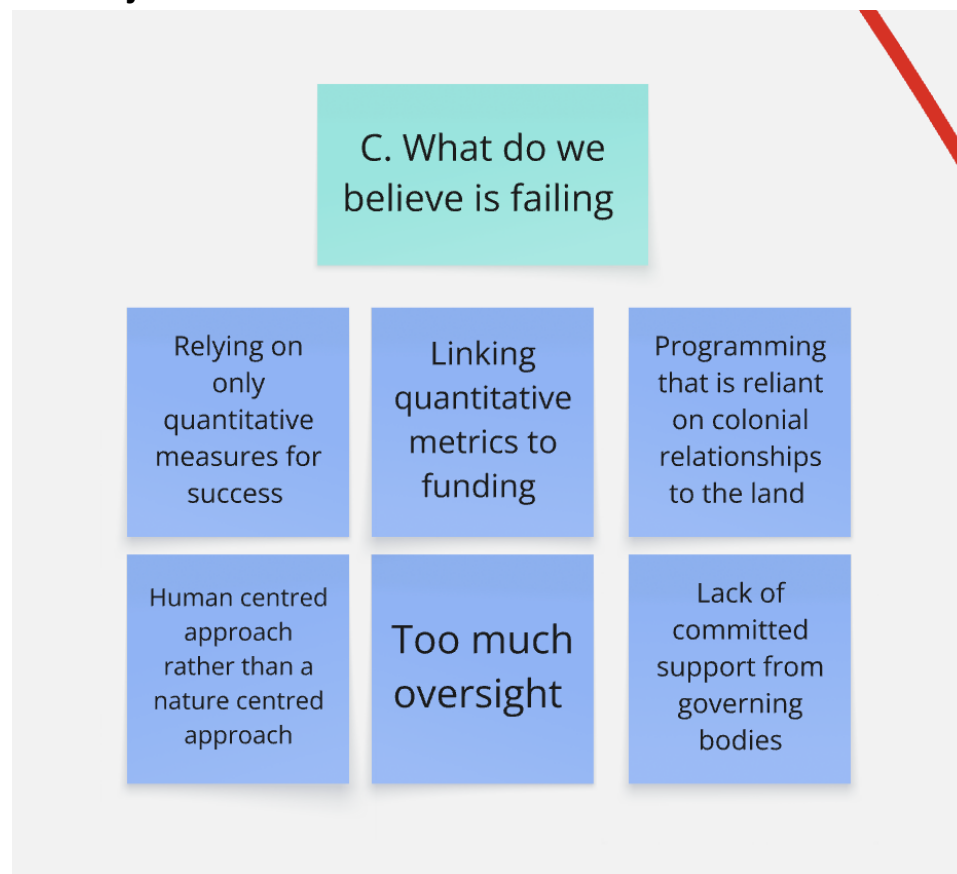 C. What do we
believe is failing
Relying on
only
quantitative
measures for
success
Linking
quantitative
metrics to
funding
Programming
that is reliant
on colonial
relationships
to the land
Human centred
approach
rather than a
nature centred
approach
Too much
oversight
Lack of
committed
support from
governing
bodies